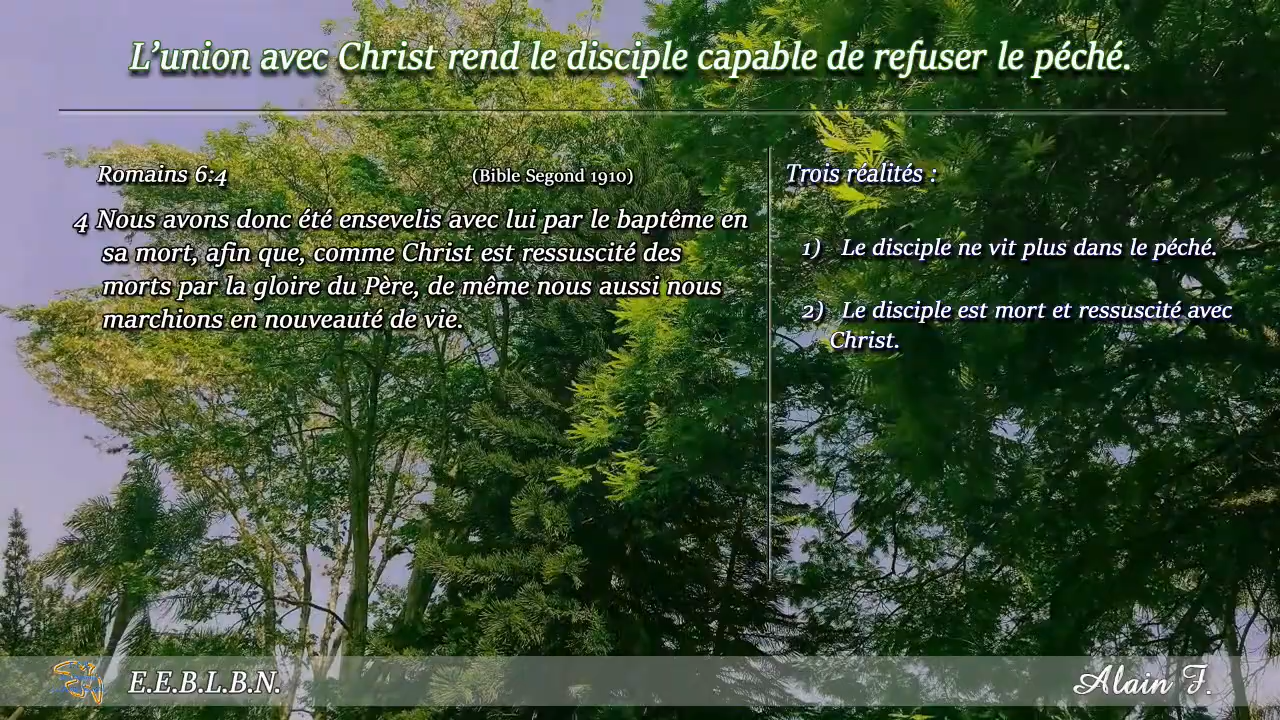 L’union avec Christ rend le disciple capable de refuser le péché.
Romains 6:4 (Bible Segond 1910)
4 Nous avons donc été ensevelis avec lui par le baptême en
sa mort, afin que, comme Christ est ressuscité des
morts par la gloire du Père, de même nous aussi nous
marchions en nouveauté de vie.
Trois réalités :
1) Le disciple ne vit plus dans le péché.
2) Le disciple est mort et ressuscité avec
Christ.
E.E.B.L.B.N.
Alain F.